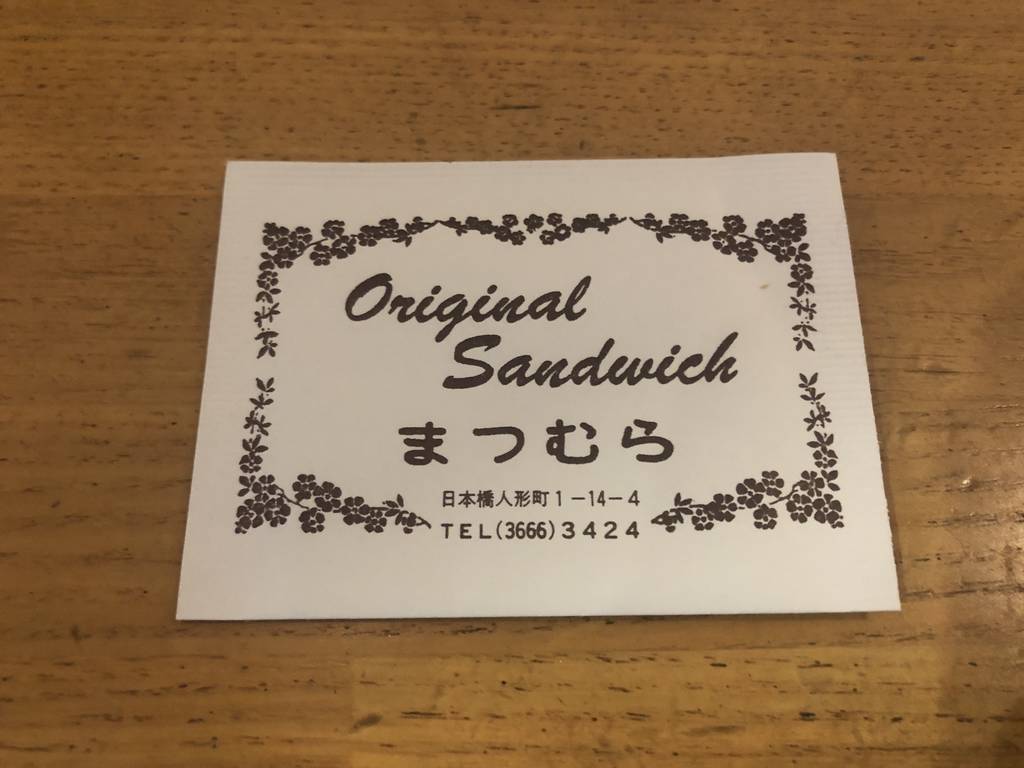 Original
Sandwich
まつむら
日本橋人形町1-14-4
TEL(3666)3424